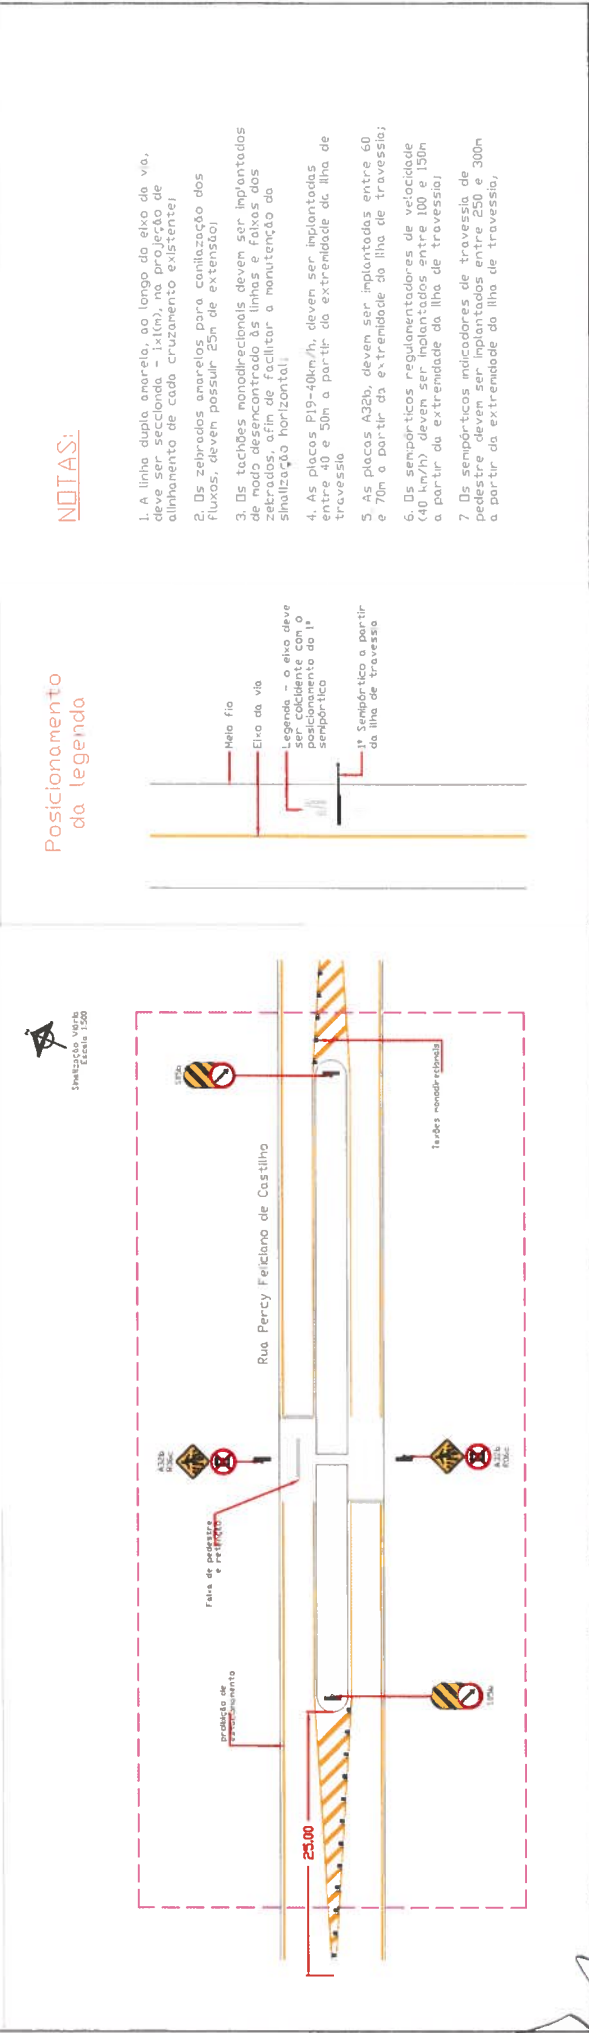 Sinalização Viária
Escala 1:500
Rua Percy Feliciano de Castilho
A32b
R06c
Faixa de pedestre
e retenção
proibição de
estacionamento
25.00
A32b
R06c
Taxões monodirecionais
Posicionamento
da legenda
Meio fio
Eixo da via
Legenda - o eixo deve
ser coicidente com o
posicionamento do 1º
semipórtico
1º Semipórtico a partir
da ilha de travessia
NOTAS:
1. A linha dupla amarela, ao longo do eixo da via,
deve ser secciionda - 1x1(m), na projeção de
alinhamento de cada cruzamento existente;
2. Os zebrados amarelos para canilazação dos
fluxos, devem possuir 25m de extensão;
3. Os tachões monodirecionais devem ser implantados
de modo desencontrado às linhas e faixas dos
zebrados, afim de facilitar a manutenção da
sinalização horizontal;
4. As placas P19-40km/h, devem ser implantadas
entre 40 e 50m a partir da extremidade da ilha de
travessia
5. As placas A32b, devem ser implantadas entre 60
e 70m a partir da extremidade da ilha de travessia;
6. Os semipórticos regulamentadores de velocidade
(40 km/h) devem ser implantados entre 100 e 150m
a partir da extremidade da ilha de travessia;
7 Os semipórticos indicadores de travessia de
pedestre devem ser implantados entre 250 e 300m
a partir da extremidade da ilha de travessia;